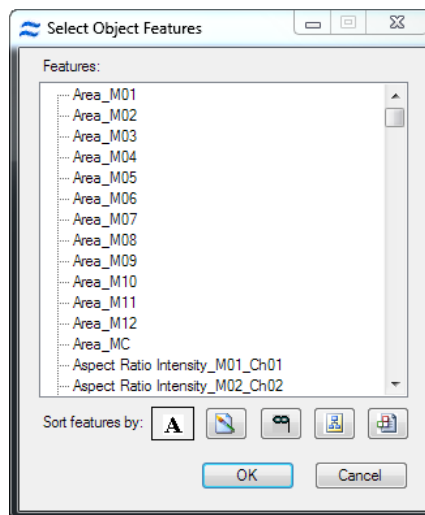 Select Object Features
Features:
Area_M01
Area_M02
Area_M03
Area_M04
Area_M05
Area_M06
Area_M07
Area_M08
Area_M09
Area_M10
Area_M11
Area_M12
Area_MC
Aspect Ratio Intensity_M01_Ch01
Aspect Ratio Intensity_M02_Ch02
Sort features by: A
OK Cancel